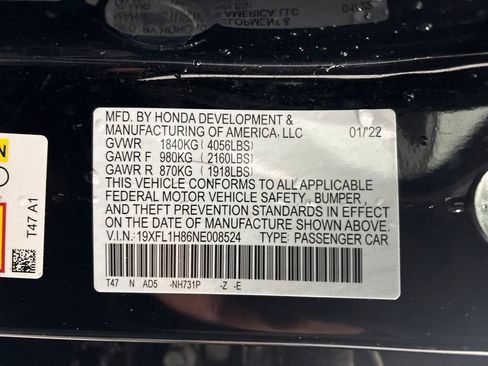 MFD. BY HONDA DEVELOPMENT &
MANUFACTURING OF AMERICA, LLC 01/22
GVWR 1840KG (4056LBS)
GAWR F 980KG (2160LBS)
GAWR R 870KG (1918LBS)
THIS VEHICLE CONFORMS TO ALL APPLICABLE
FEDERAL MOTOR VEHICLE SAFETY, BUMPER,
AND THEFT PREVENTION STANDARDS IN EFFECT
ON THE DATE OF MANUFACTURE SHOWN ABOVE.
V.I.N.: 19XFL1H86NE008524 TYPE: PASSENGER CAR
T47 N AD5 -NH731P -Z -E
T47 A1